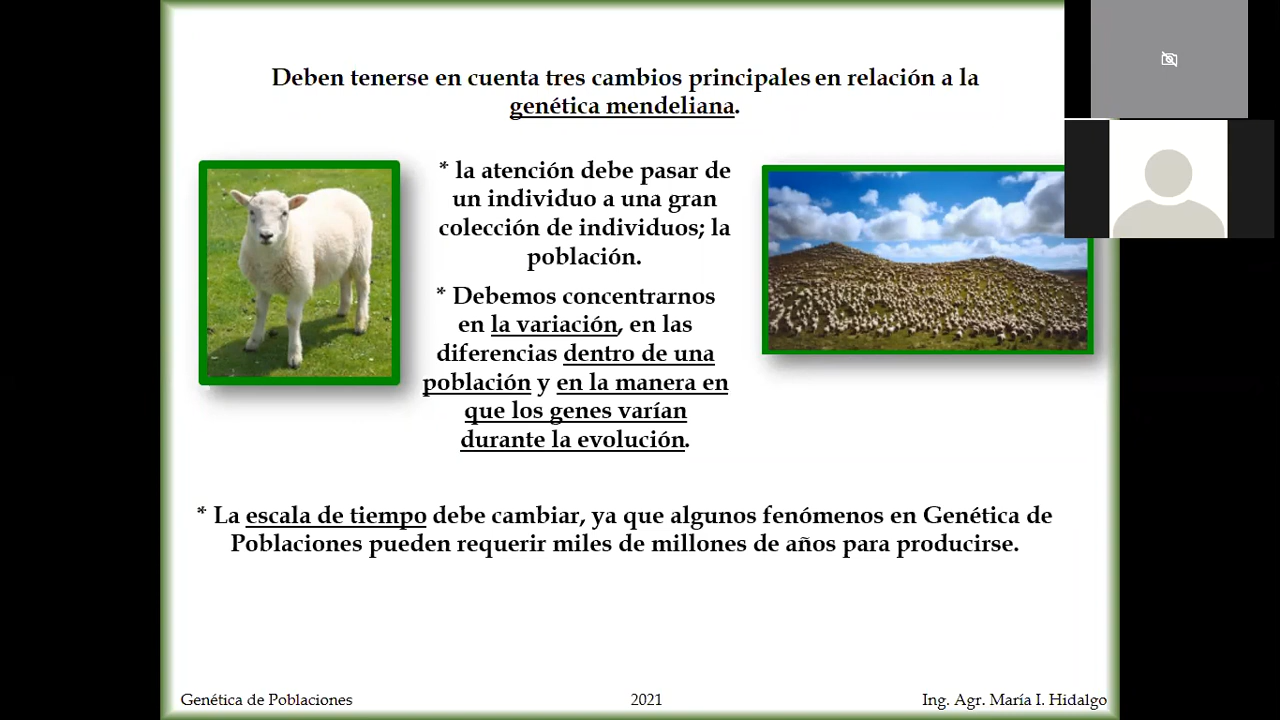 Deben tenerse en cuenta tres cambios principales en relación a la
genética mendeliana.
* la atención debe pasar de
un individuo a una gran
colección de individuos; la
población.
* Debemos concentrarnos
en la variación, en las
diferencias dentro de una
población y en la manera en
que los genes varían
durante la evolución.
* La escala de tiempo debe cambiar, ya que algunos fenómenos en Genética de
Poblaciones pueden requerir miles de millones de años para producirse.
Genética de Poblaciones
2021
Ing. Agr. María I. Hidalgo